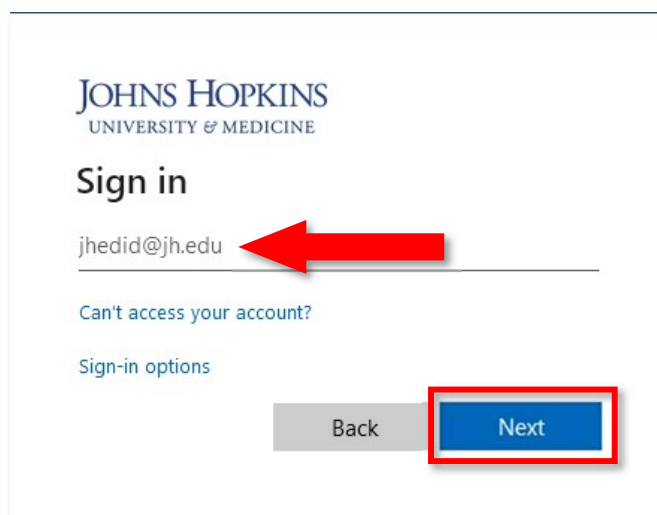 JOHNS HOPKINS
UNIVERSITY & MEDICINE
Sign in
jhedid@jh.edu
Can't access your account?
Sign-in options
Back
Next